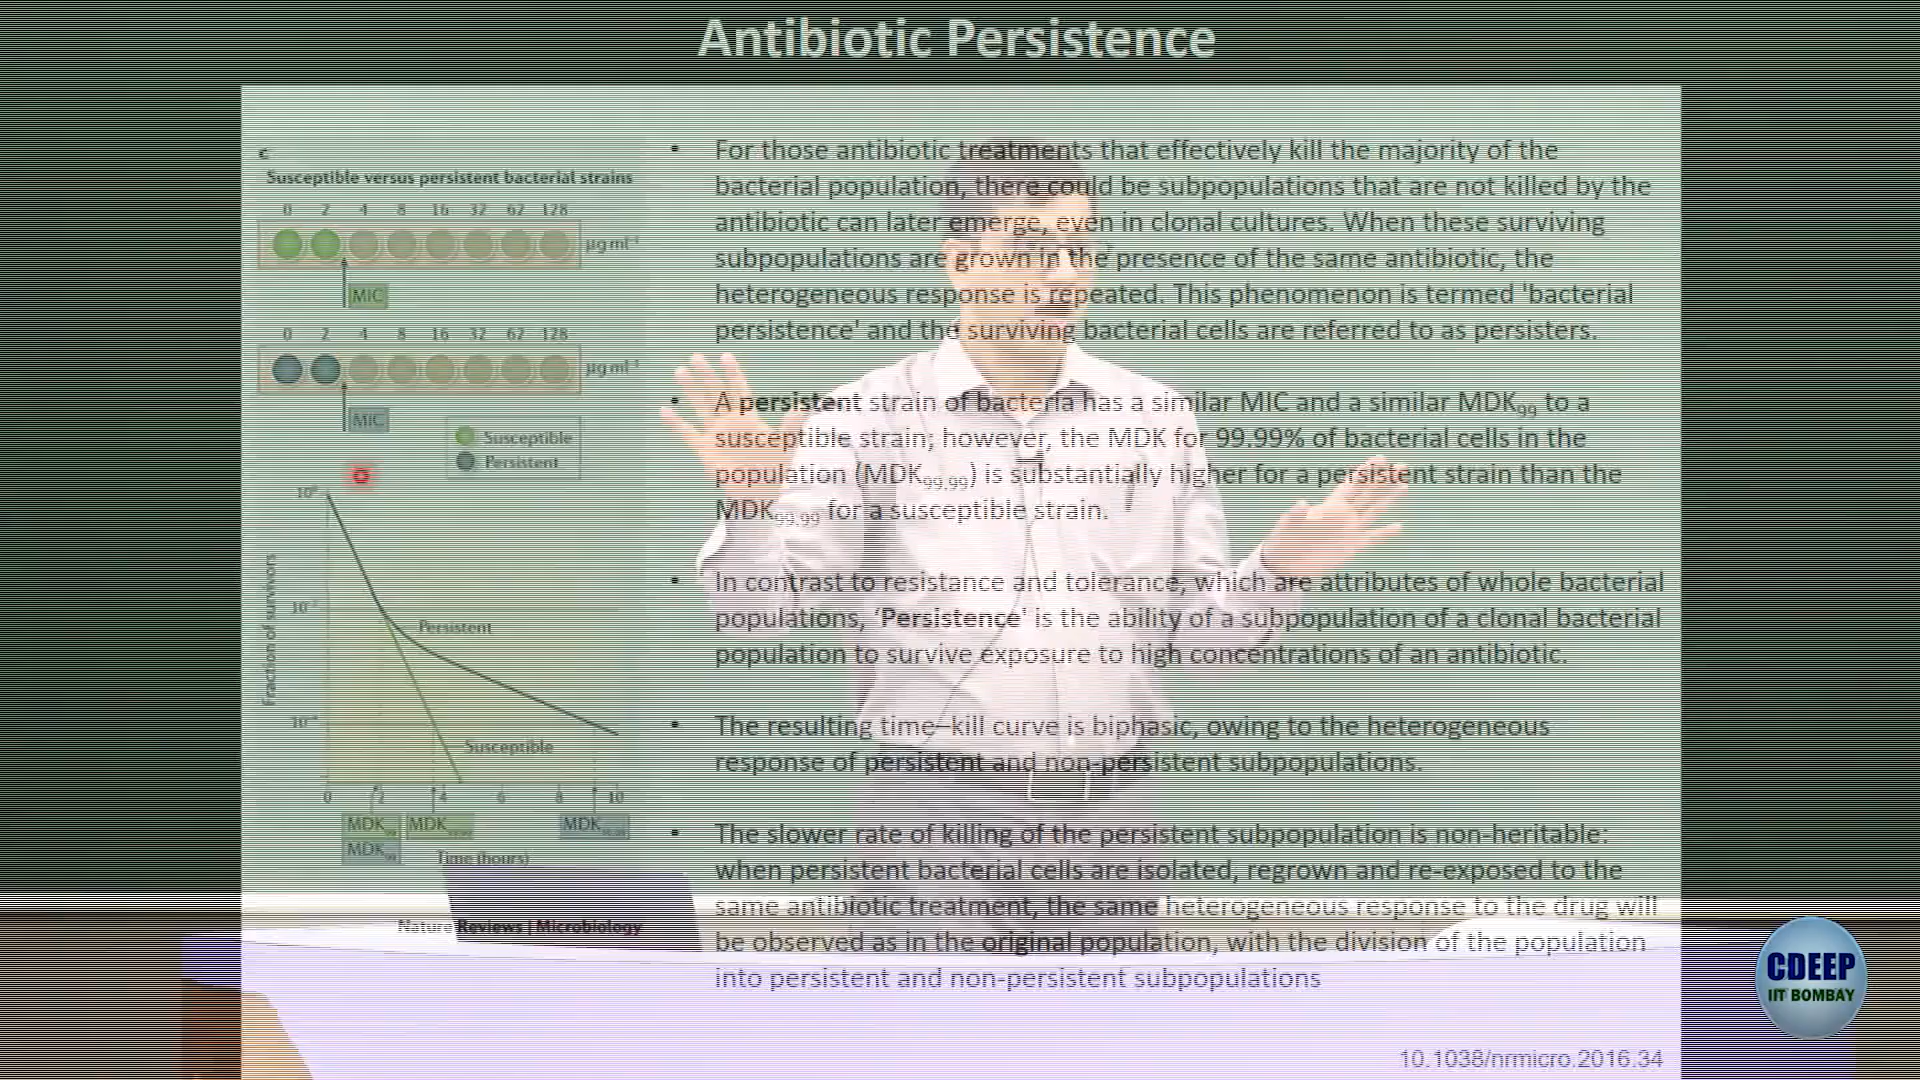 Antibiotic Persistence
c
Susceptible versus persistent bacterial strains
0 2 4 8 16 32 62 128
µg ml⁻¹
MIC
0 2 4 8 16 32 62 128
µg ml⁻¹
MIC
Susceptible
Persistent
10⁰
10⁻²
10⁻⁴
Fraction of survivors
Persistent
Susceptible
0 2 4 6 8 10
MDK₉₉ MDK₉₉.₉₉ MDK₉₉.₉₉
MDK₉₉
Time (hours)
Nature Reviews | Microbiology
• For those antibiotic treatments that effectively kill the majority of the
bacterial population, there could be subpopulations that are not killed by the
antibiotic can later emerge, even in clonal cultures. When these surviving
subpopulations are grown in the presence of the same antibiotic, the
heterogeneous response is repeated. This phenomenon is termed 'bacterial
persistence' and the surviving bacterial cells are referred to as persisters.
• A persistent strain of bacteria has a similar MIC and a similar MDK₉₉ to a
susceptible strain; however, the MDK for 99.99% of bacterial cells in the
population (MDK₉₉.₉₉) is substantially higher for a persistent strain than the
MDK₉₉.₉₉ for a susceptible strain.
• In contrast to resistance and tolerance, which are attributes of whole bacterial
populations, ‘Persistence' is the ability of a subpopulation of a clonal bacterial
population to survive exposure to high concentrations of an antibiotic.
• The resulting time–kill curve is biphasic, owing to the heterogeneous
response of persistent and non-persistent subpopulations.
• The slower rate of killing of the persistent subpopulation is non-heritable:
when persistent bacterial cells are isolated, regrown and re-exposed to the
same antibiotic treatment, the same heterogeneous response to the drug will
be observed as in the original population, with the division of the population
into persistent and non-persistent subpopulations
10.1038/nrmicro.2016.34
CDEEP
IIT BOMBAY